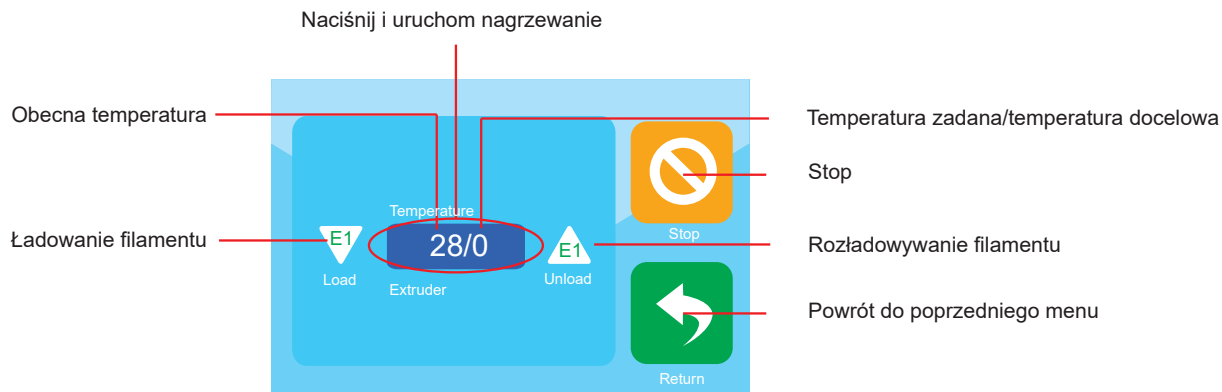 Naciśnij i uruchom nagrzewanie
Obecna temperatura
Temperatura zadana/temperatura docelowa
Stop
Temperature
Stop
Ładowanie filamentu
E1
28/0
E1
Rozładowywanie filamentu
Load
Extruder
Unload
Powrót do poprzedniego menu
Return